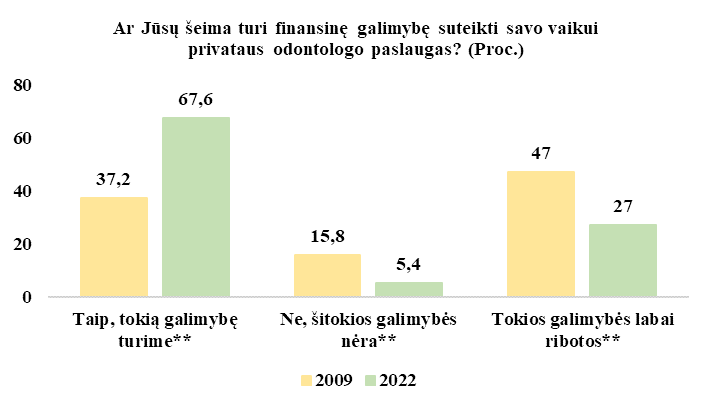 Ar Jūsų šeima turi finansinę galimybę suteikti savo vaikui
privataus odontologo paslaugas? (Proc.)
80
60
40
20
0
37,2
67,6
15,8
5,4
47
27
Taip, tokią galimybę
turime**
Ne, šitokios galimybės
nėra**
Tokios galimybės labai
ribotos**
2009
2022